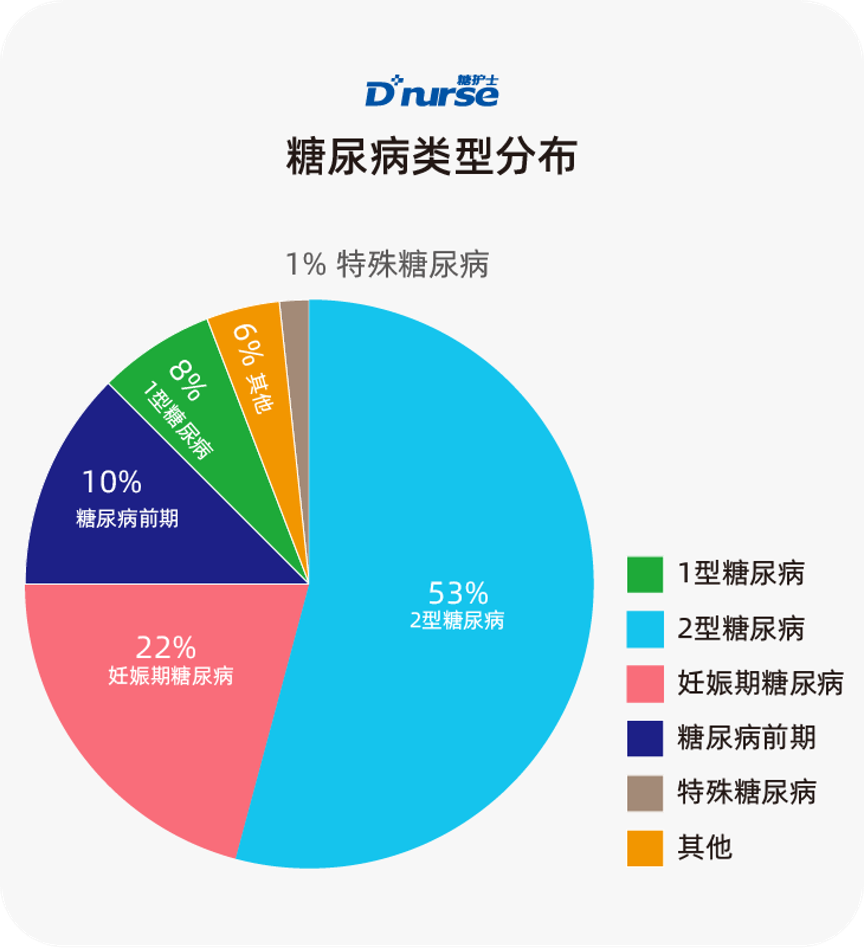 糖护士
D nurse
糖尿病类型分布
1% 特殊糖尿病
6% 其他
8%
1型糖尿病
10%
糖尿病前期
53%
2型糖尿病
22%
妊娠期糖尿病
1型糖尿病
2型糖尿病
妊娠期糖尿病
糖尿病前期
特殊糖尿病
其他